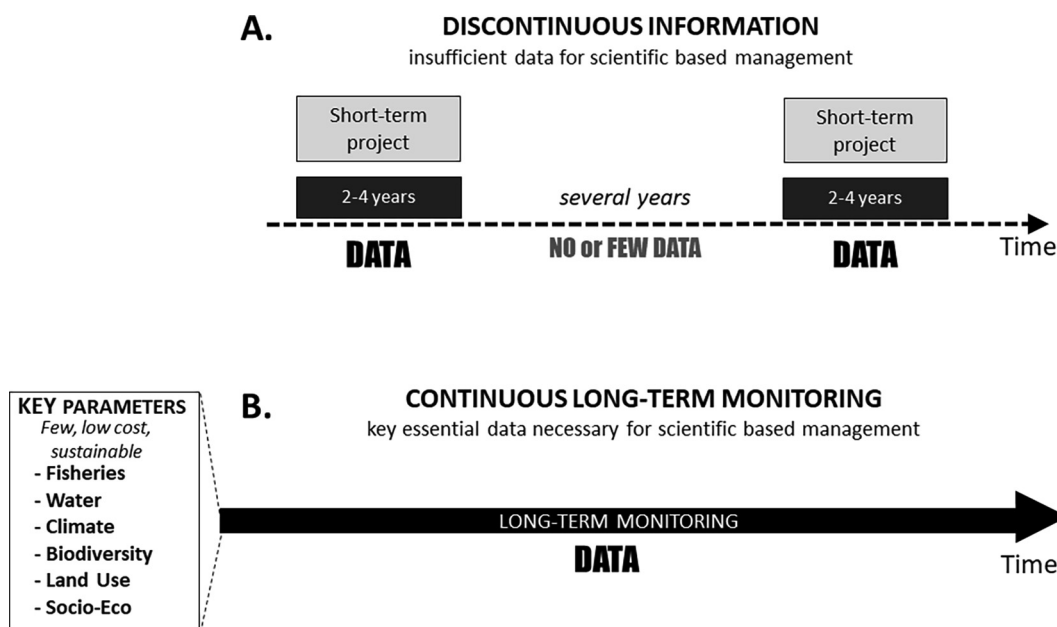 A.
DISCONTINUOUS INFORMATION
insufficient data for scientific based management
Short-term
project
Short-term
project
2-4 years
several years
2-4 years
DATA
NO or FEW DATA
DATA
Time
KEY PARAMETERS
Few, low cost,
sustainable
- Fisheries
- Water
- Climate
- Biodiversity
- Land Use
- Socio-Eco
B.
CONTINUOUS LONG-TERM MONITORING
key essential data necessary for scientific based management
LONG-TERM MONITORING
DATA
Time